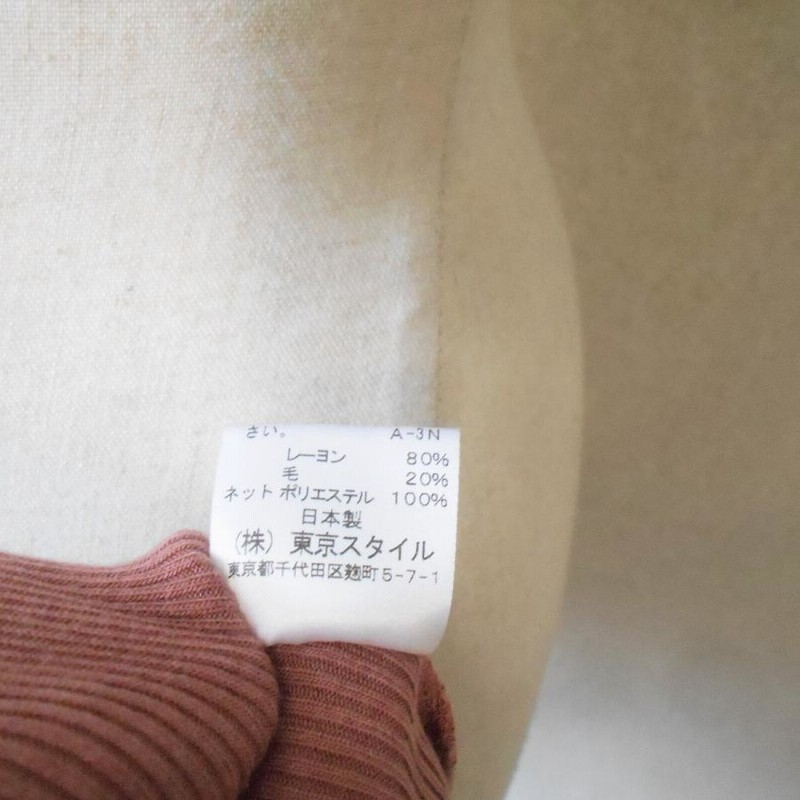 さい。 A-3N
レーヨン 80%
毛 20%
ネット ポリエステル 100%
日本製
(株) 東京スタイル
東京都千代田区麹町5-7-1